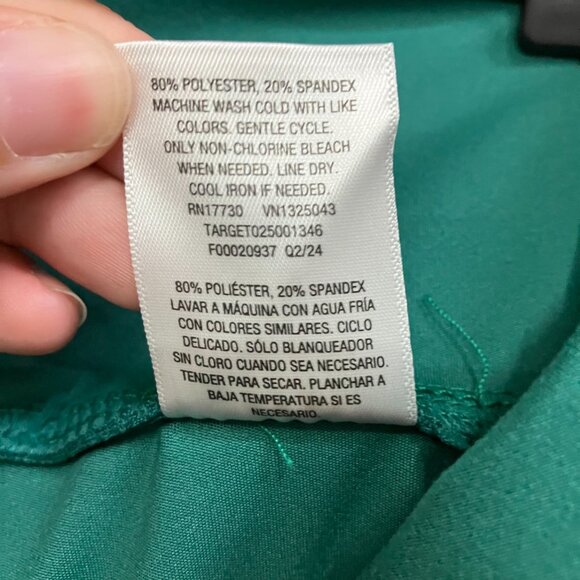 80% POLYESTER, 20% SPANDEX
MACHINE WASH COLD WITH LIKE
COLORS. GENTLE CYCLE.
ONLY NON-CHLORINE BLEACH
WHEN NEEDED. LINE DRY.
COOL IRON IF NEEDED.
RN17730 VN1325043
TARGET025001346
F00020937 Q2/24
80% POLIÉSTER, 20% SPANDEX
LAVAR A MÁQUINA CON AGUA FRÍA
CON COLORES SIMILARES. CICLO
DELICADO. SÓLO BLANQUEADOR
SIN CLORO CUANDO SEA NECESARIO.
TENDER PARA SECAR. PLANCHAR A
BAJA TEMPERATURA SI ES
NECESARIO.